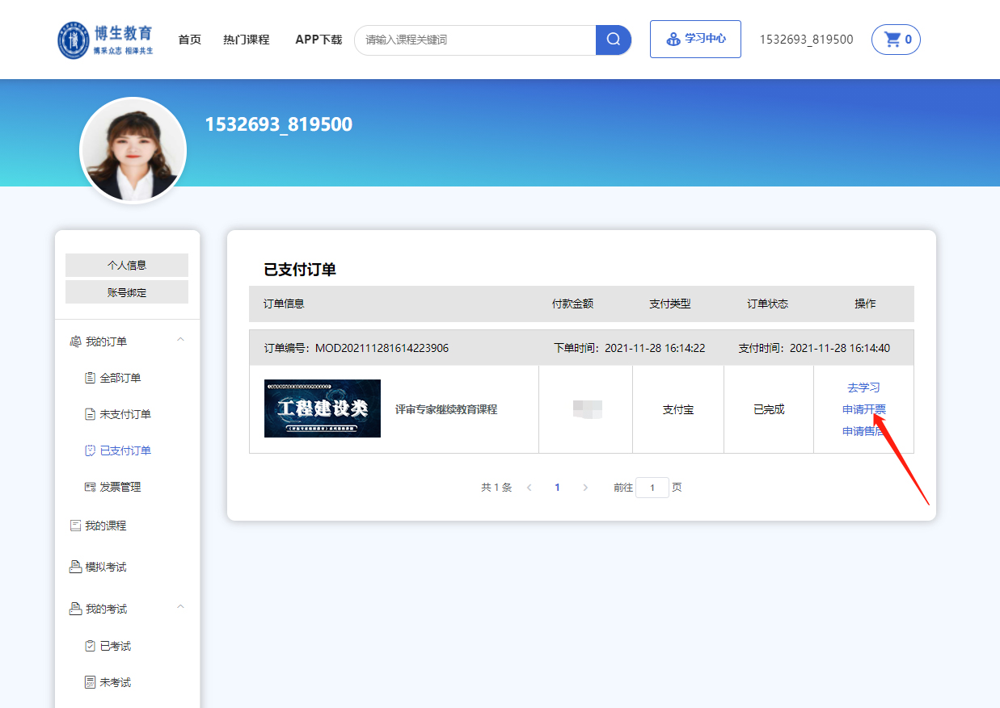 博生教育
博采众志 相泽共生
首页 热门课程 APP下载 请输入课程关键词 学习中心 1532693_819500 0
1532693_819500
个人信息
账号绑定
我的订单
全部订单
未支付订单
已支付订单
发票管理
我的课程
模拟考试
我的考试
已考试
未考试
已支付订单
订单信息 付款金额 支付类型 订单状态 操作
订单编号：MOD202111281614223906 下单时间：2021-11-28 16:14:22 支付时间：2021-11-28 16:14:40
工程建设类
评审专家继续教育课程 支付宝 已完成
去学习
申请开票
申请售后
共 1 条 1 前往 1 页